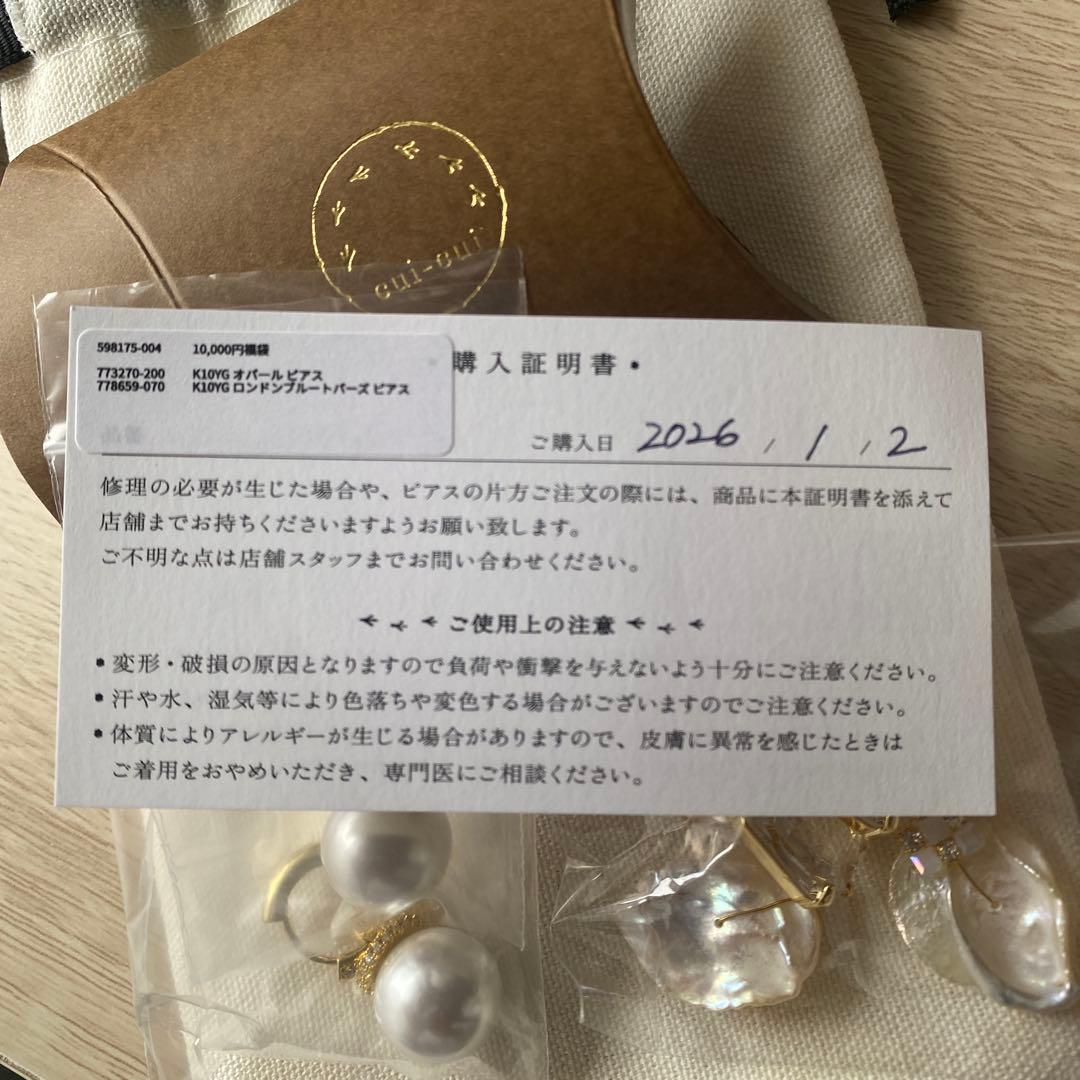 cui-cui
598175-004 10,000円福袋
773270-200 K10YG オパール ピアス
778659-070 K10YG ロンドンブルートパーズ ピアス
購入証明書・
ご購入日 2026 / 1 / 2
修理の必要が生じた場合や、ピアスの片方ご注文の際には、商品に本証明書を添えて
店舗までお持ちくださいますようお願い致します。
ご不明な点は店舗スタッフまでお問い合わせください。
ご使用上の注意
・変形・破損の原因となりますので負荷や衝撃を与えないよう十分にご注意ください。
・汗や水、湿気等により色落ちや変色する場合がございますのでご注意ください。
・体質によりアレルギーが生じる場合がありますので、皮膚に異常を感じたときは
ご着用をおやめいただき、専門医にご相談ください。